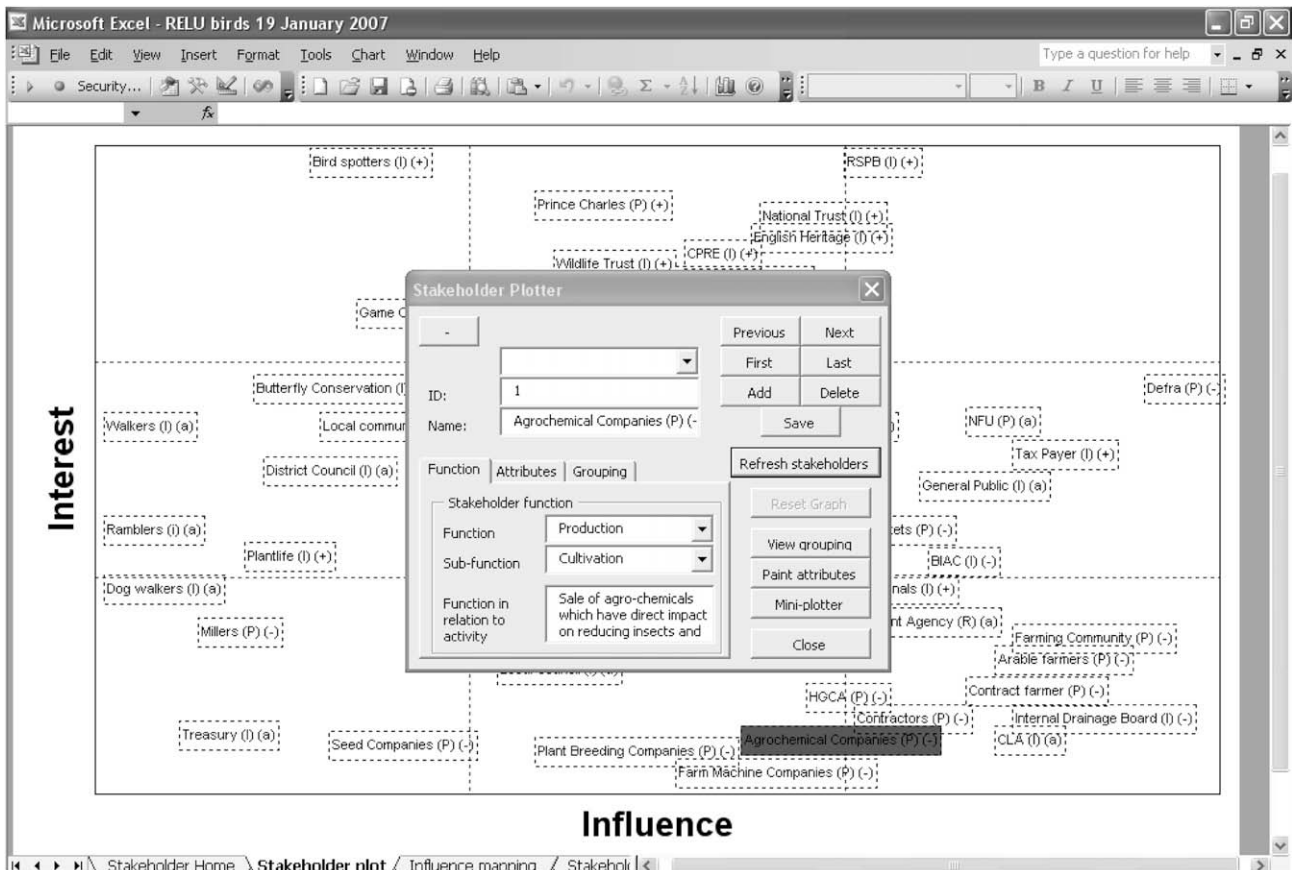 Microsoft Excel - RELU birds 19 January 2007
File Edit View Insert Format Tools Chart Window Help
Type a question for help
Security...
fx
Bird spotters (I) (+)
RSPB (I) (+)
Prince Charles (P) (+)
National Trust (I) (+)
English Heritage (I) (+)
CPRE (I) (+)
Wildlife Trust (I) (+)
Game C
Butterfly Conservation (I)
Defra (P) (-)
Walkers (I) (a)
Local commur
NFU (P) (a)
Tax Payer (I) (+)
District Council (I) (a)
General Public (I) (a)
Ramblers (i) (a)
kets (P) (-)
Plantlife (I) (+)
BIAC (I) (-)
Dog walkers (I) (a)
nals (I) (+)
nt Agency (R) (a)
Millers (P) (-)
Farming Community (P) (-)
Arable farmers (P) (-)
HGCA (P) (-)
Contract farmer (P) (-)
Contractors (P) (-)
Internal Drainage Board (I) (-)
Treasury (I) (a)
Seed Companies (P) (-)
Plant Breeding Companies (P) (-)
Agrochemical Companies (P) (-)
CLA (I) (a)
Farm Machine Companies (P) (-)
Interest
Influence
Stakeholder Plotter
-
Previous Next
First Last
ID: 1
Add Delete
Name: Agrochemical Companies (P) (-
Save
Function Attributes Grouping
Refresh stakeholders
Stakeholder function
Reset Graph
Function Production
View grouping
Sub-function Cultivation
Paint attributes
Function in relation to activity
Sale of agro-chemicals
which have direct impact
on reducing insects and
Mini-plotter
Close
Stakeholder Home Stakeholder plot Influence mapping Stakehol